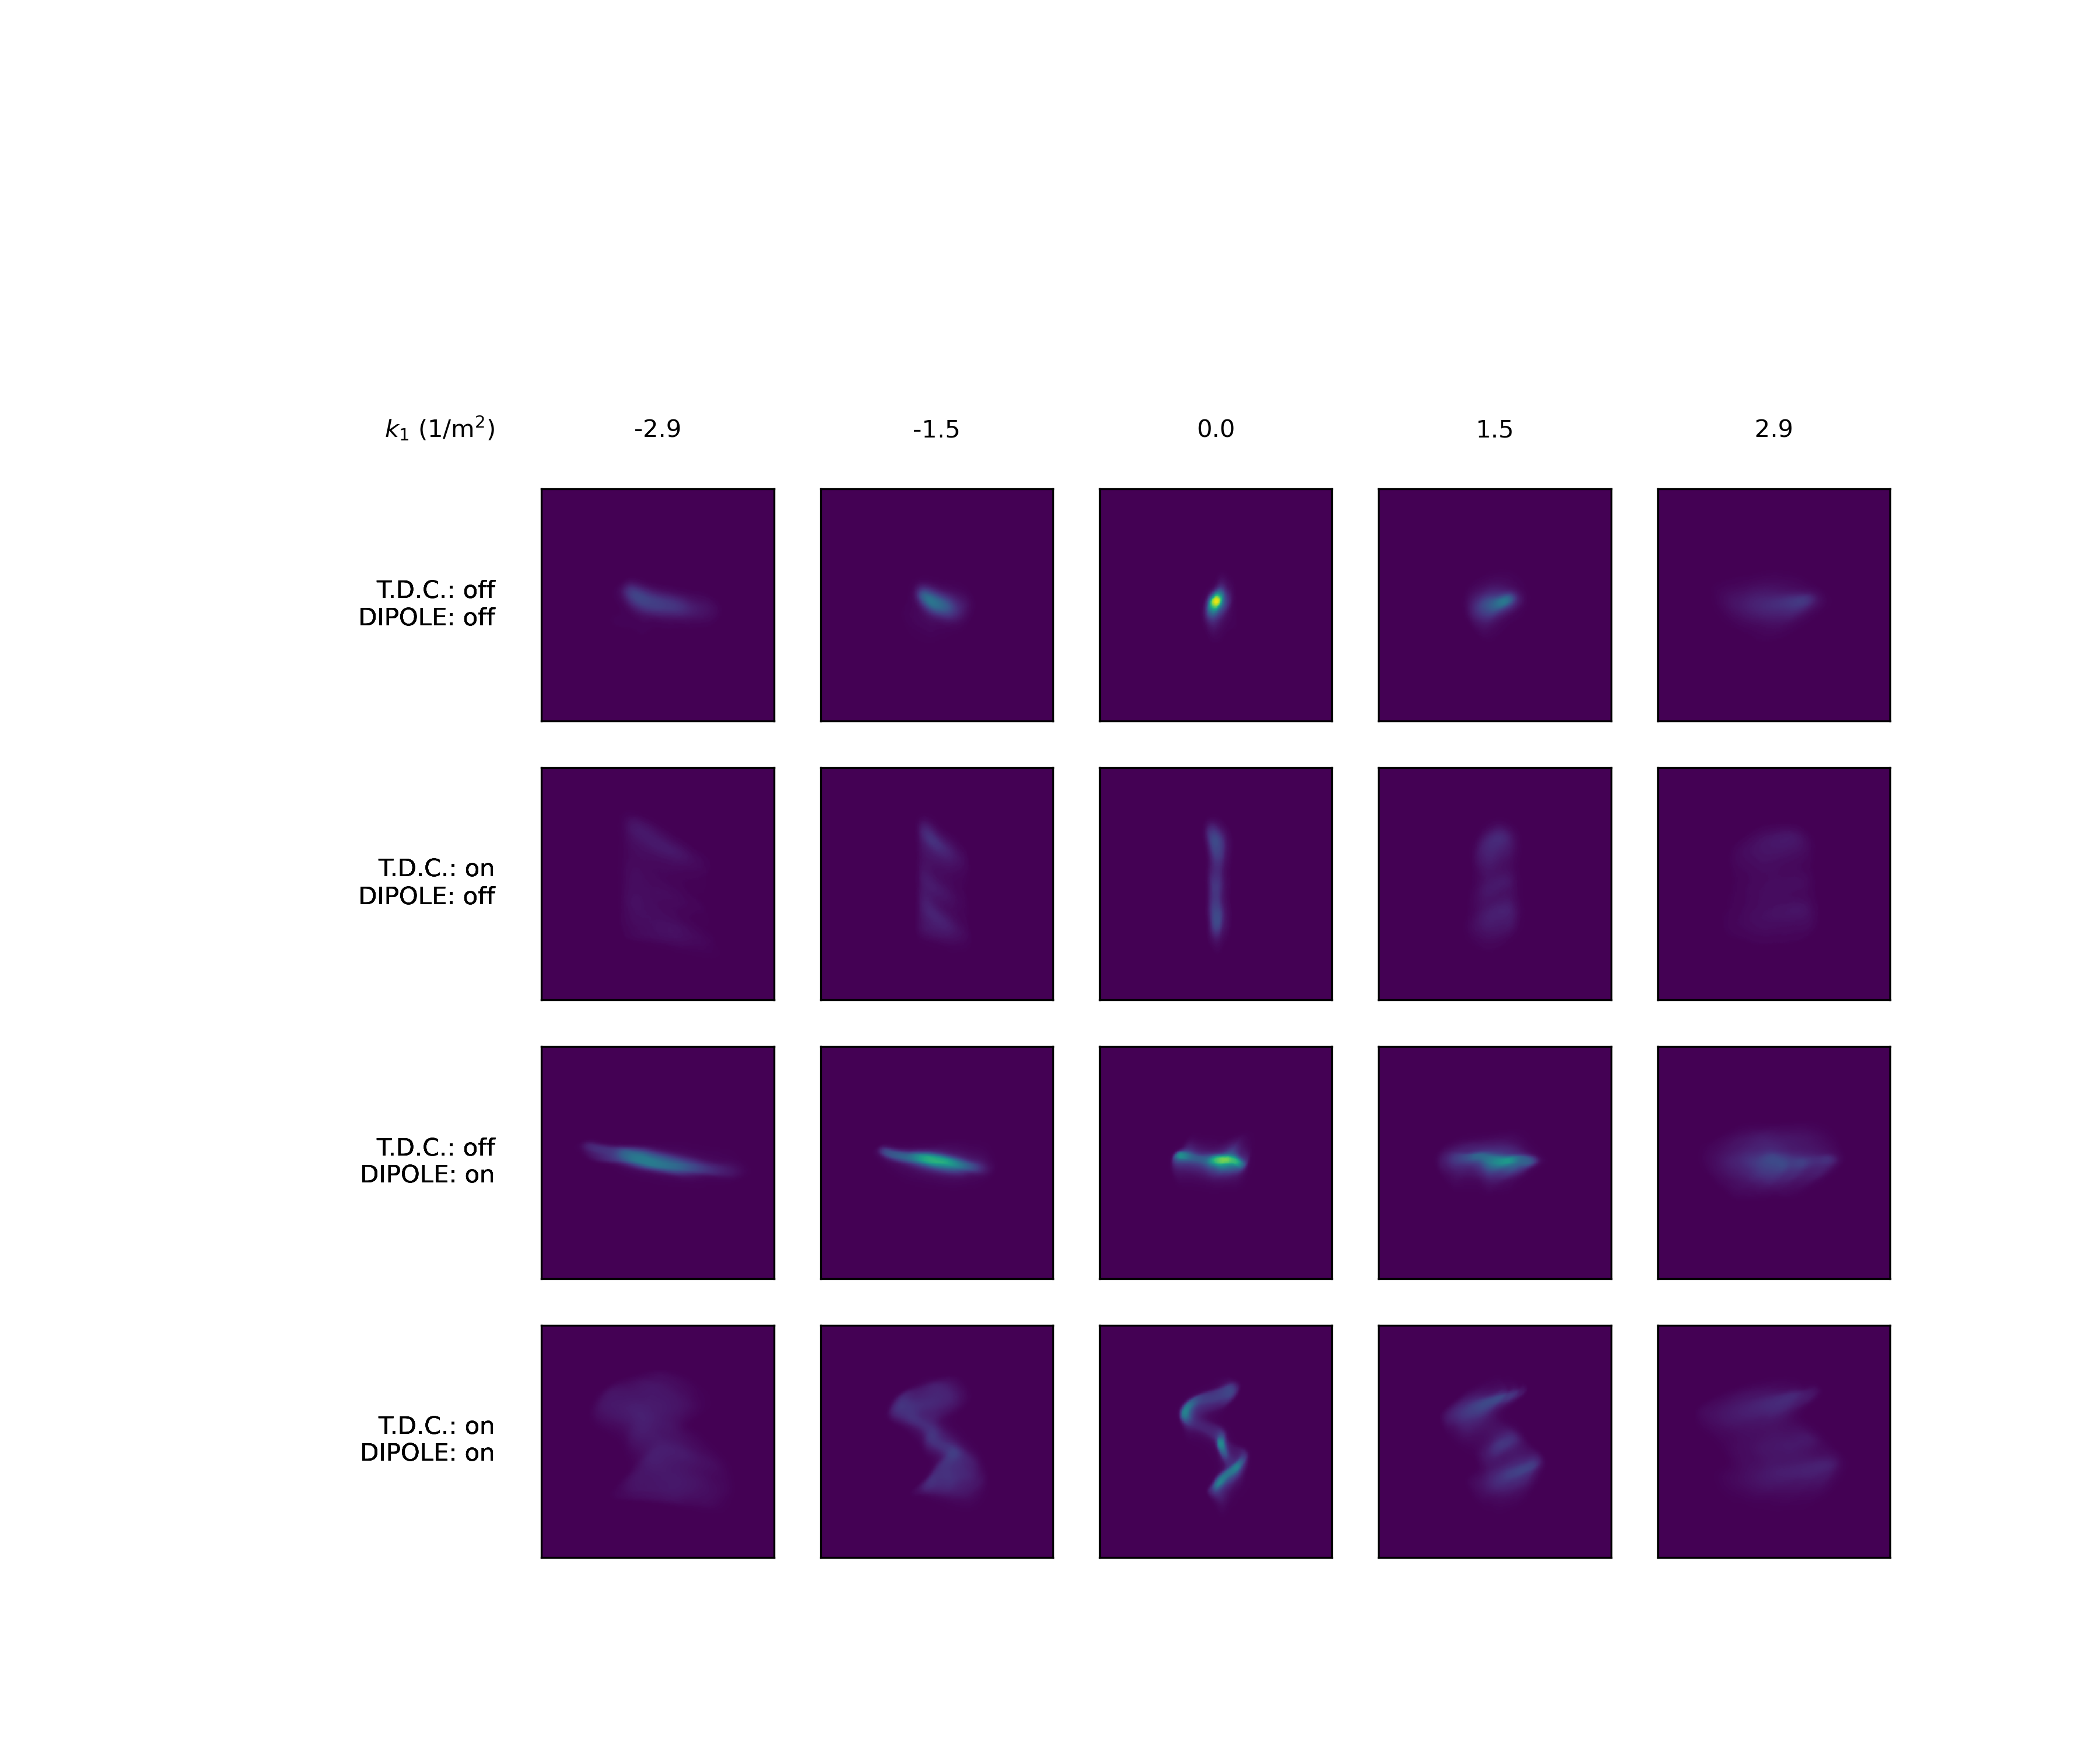 k₁ (1/m²) -2.9 -1.5 0.0 1.5 2.9
T.D.C.: off
DIPOLE: off
T.D.C.: on
DIPOLE: off
T.D.C.: off
DIPOLE: on
T.D.C.: on
DIPOLE: on